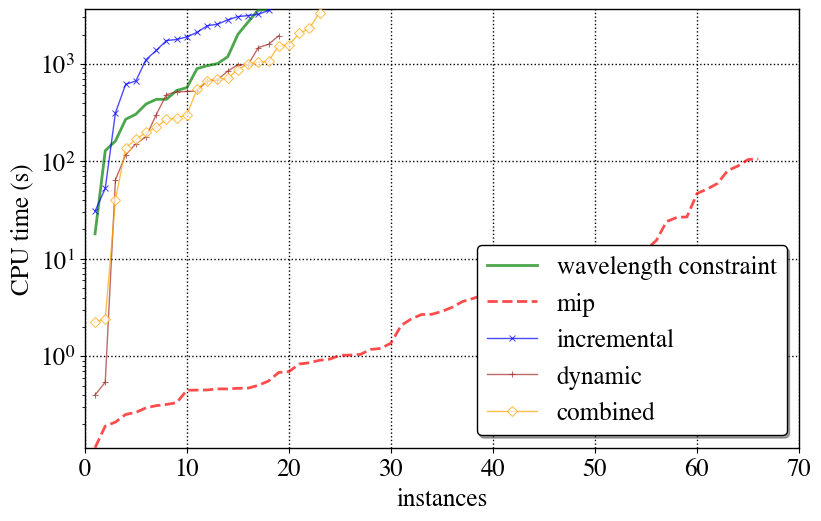 10³
10²
10¹
10⁰
CPU time (s)
wavelength constraint
mip
incremental
dynamic
combined
0 10 20 30 40 50 60 70
instances